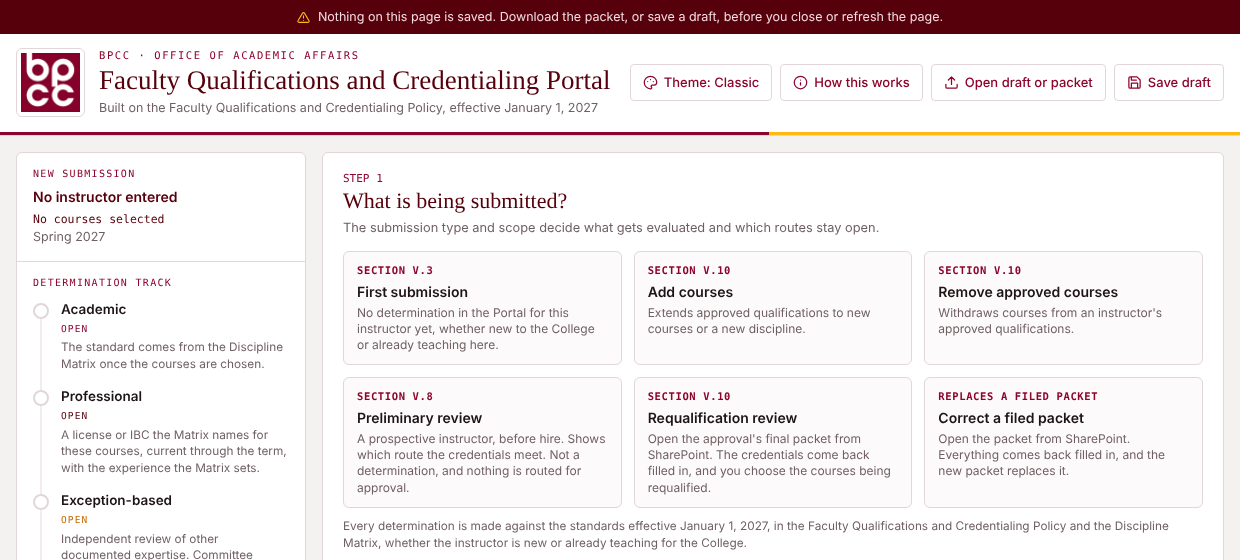 Nothing on this page is saved. Download the packet, or save a draft, before you close or refresh the page.
bpcc
BPCC · OFFICE OF ACADEMIC AFFAIRS
Faculty Qualifications and Credentialing Portal
Built on the Faculty Qualifications and Credentialing Policy, effective January 1, 2027
Theme: Classic
How this works
Open draft or packet
Save draft
NEW SUBMISSION
No instructor entered
No courses selected
Spring 2027
DETERMINATION TRACK
Academic
OPEN
The standard comes from the Discipline
Matrix once the courses are chosen.
Professional
OPEN
A license or IBC the Matrix names for
these courses, current through the term,
with the experience the Matrix sets.
Exception-based
OPEN
Independent review of other
documented expertise. Committee
STEP 1
What is being submitted?
The submission type and scope decide what gets evaluated and which routes stay open.
SECTION V.3
First submission
No determination in the Portal for this
instructor yet, whether new to the College
or already teaching here.
SECTION V.10
Add courses
Extends approved qualifications to new
courses or a new discipline.
SECTION V.10
Remove approved courses
Withdraws courses from an instructor's
approved qualifications.
SECTION V.8
Preliminary review
A prospective instructor, before hire. Shows
which route the credentials meet. Not a
determination, and nothing is routed for
approval.
SECTION V.10
Requalification review
Open the approval's final packet from
SharePoint. The credentials come back
filled in, and you choose the courses being
requalified.
REPLACES A FILED PACKET
Correct a filed packet
Open the packet from SharePoint.
Everything comes back filled in, and the
new packet replaces it.
Every determination is made against the standards effective January 1, 2027, in the Faculty Qualifications and Credentialing Policy and the Discipline
Matrix, whether the instructor is new or already teaching for the College.